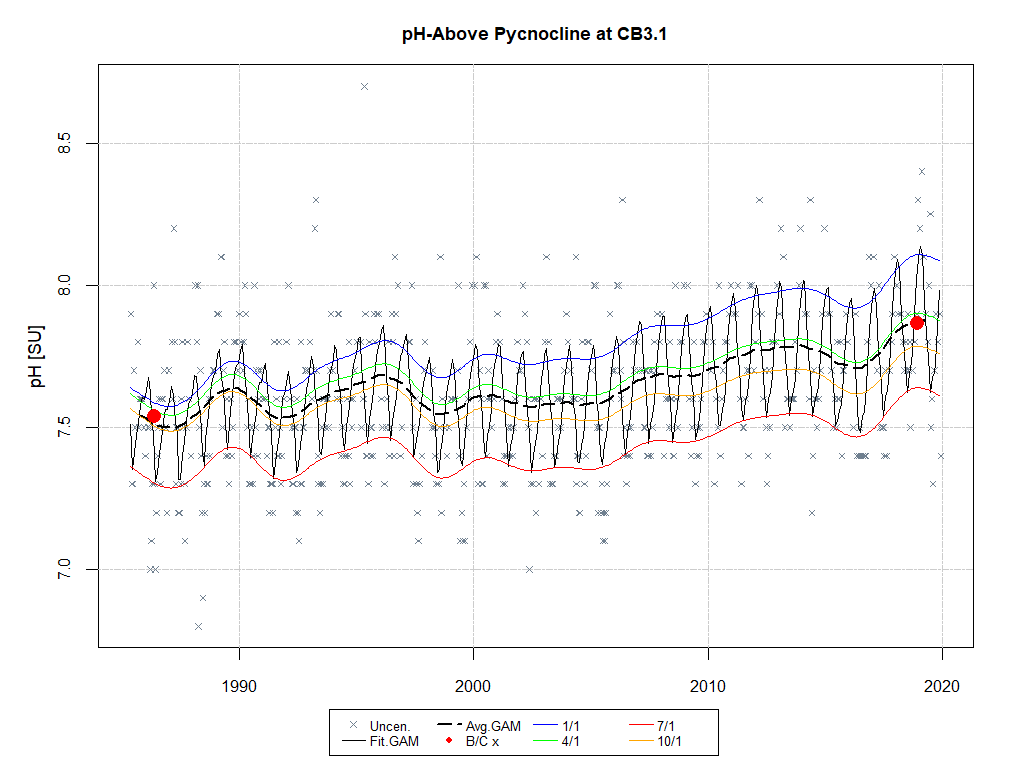 pH-Above Pycnocline at CB3.1
pH [SU]
8.5
8.0
7.5
7.0
1990 2000 2010 2020
Uncen. Avg.GAM 1/1 7/1
Fit.GAM B/C x 4/1 10/1